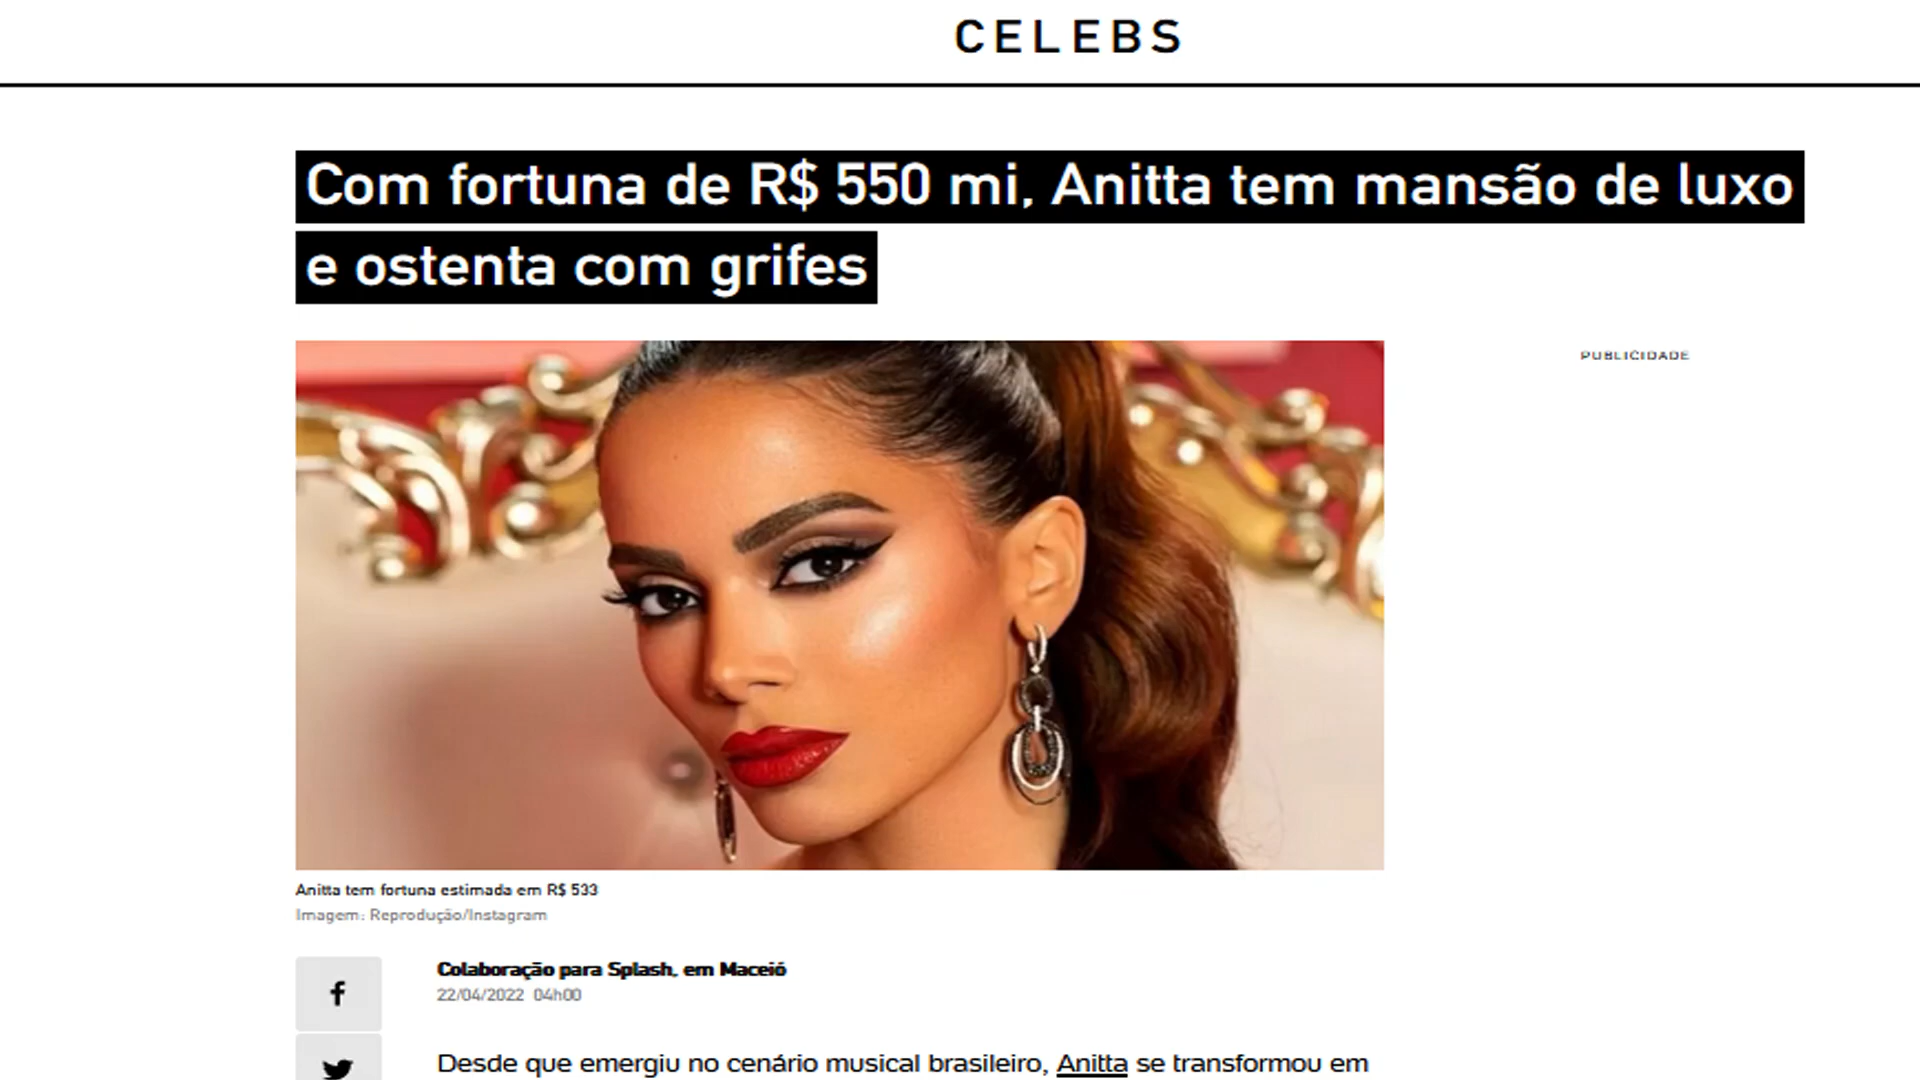 CELEBS
Com fortuna de R$ 550 mi, Anitta tem mansão de luxo
e ostenta com grifes
PUBLICIDADE
Anitta tem fortuna estimada em R$ 533
Imagem: Reprodução/Instagram
Colaboração para Splash, em Maceió
22/04/2022 04h00
Desde que emergiu no cenário musical brasileiro, Anitta se transformou em